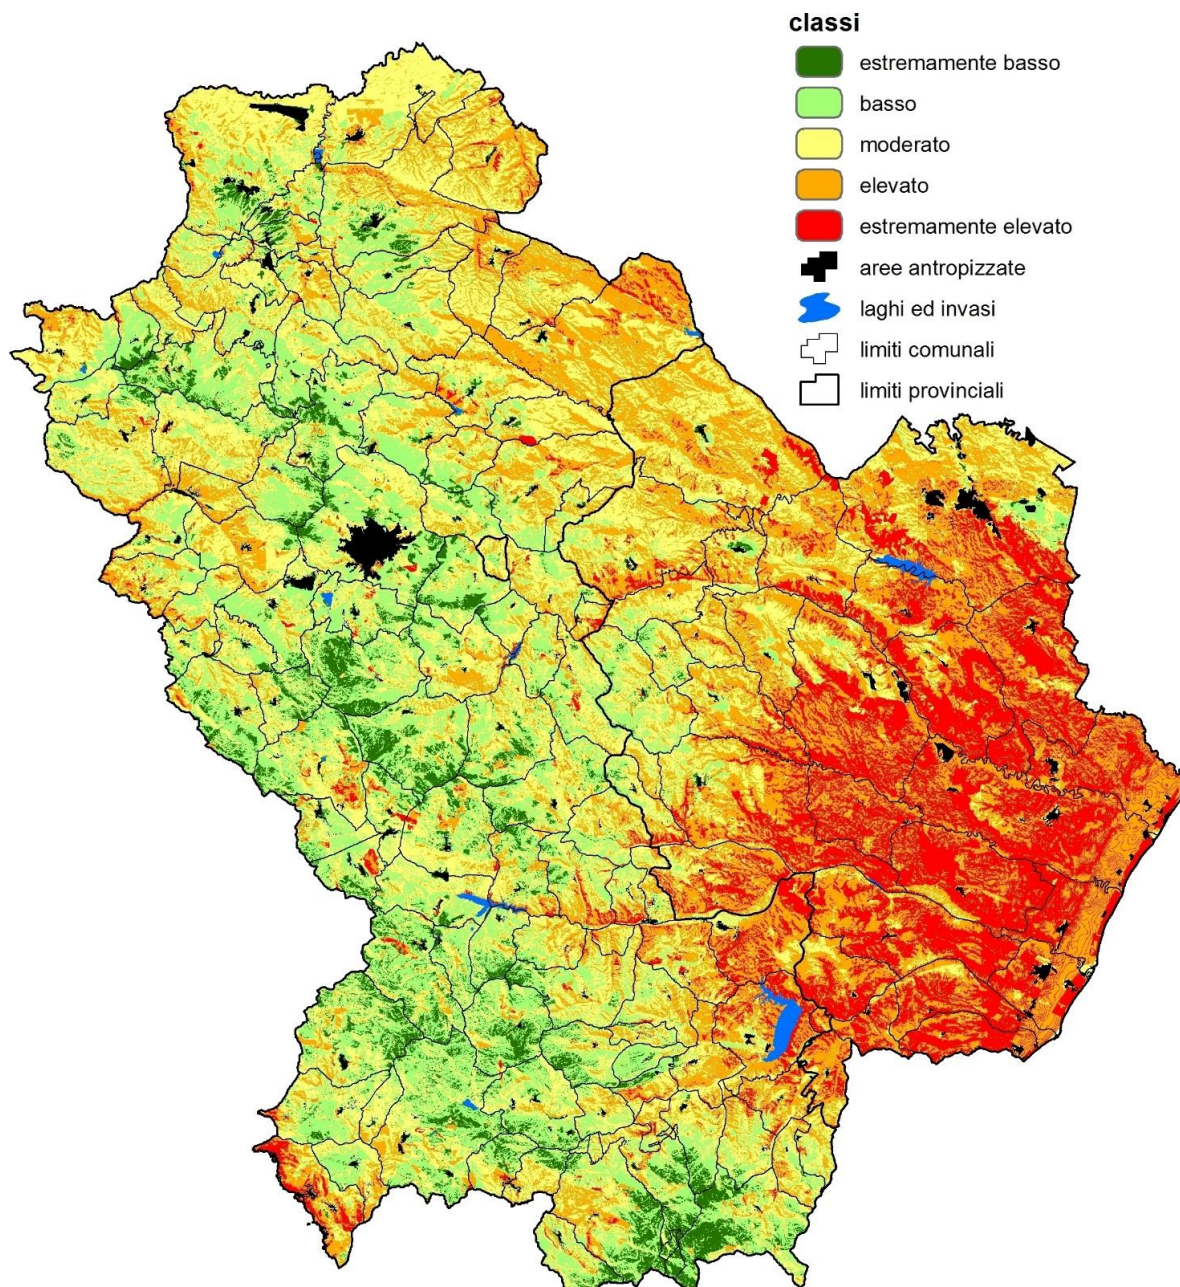 classi
estremamente basso
basso
moderato
elevato
estremamente elevato
aree antropizzate
laghi ed invasi
limiti comunali
limiti provinciali